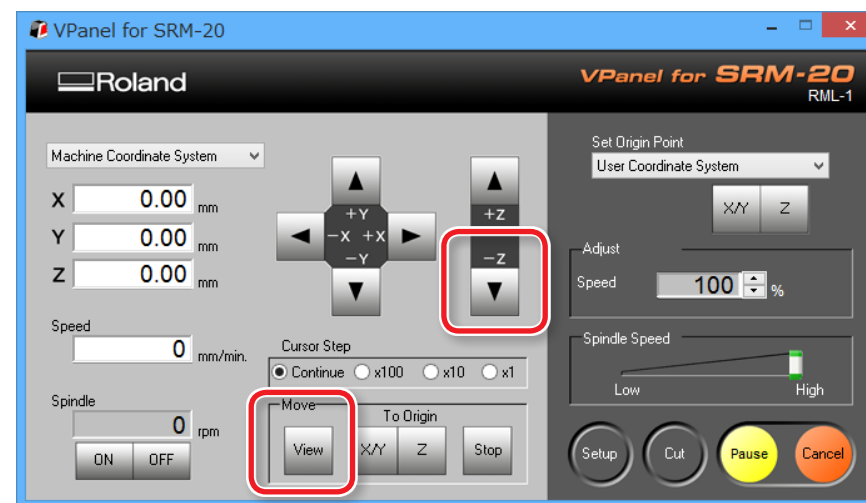 VPanel for SRM-20
Roland
VPanel for SRM-20
RML-1
Machine Coordinate System
X 0.00 mm
Y 0.00 mm
Z 0.00 mm
Speed
0 mm/min.
Spindle
0 rpm
ON OFF
+Y
-X +X
-Y
+Z
-Z
Cursor Step
Continue x100 x10 x1
Move
To Origin
View X/Y Z Stop
Set Origin Point
User Coordinate System
X/Y Z
Adjust
Speed 100 %
Spindle Speed
Low High
Setup Cut Pause Cancel